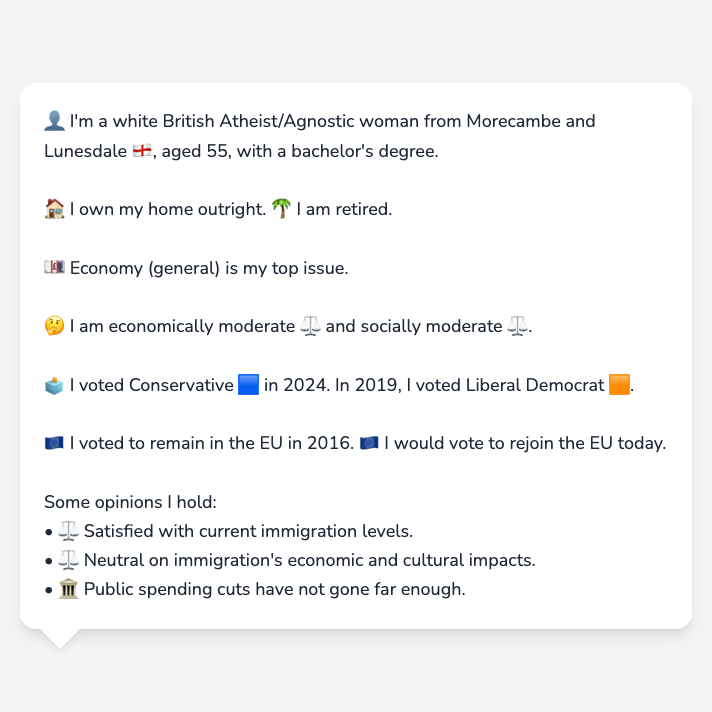 👤 I'm a white British Atheist/Agnostic woman from Morecambe and
Lunesdale 🏴󠁧󠁢󠁥󠁮󠁧󠁿, aged 55, with a bachelor's degree.
🏠 I own my home outright. 🌴 I am retired.
💷 Economy (general) is my top issue.
🤔 I am economically moderate ⚖️ and socially moderate ⚖️.
🗳️ I voted Conservative 🟦 in 2024. In 2019, I voted Liberal Democrat 🟧.
🇪🇺 I voted to remain in the EU in 2016. 🇪🇺 I would vote to rejoin the EU today.
Some opinions I hold:
• ⚖️ Satisfied with current immigration levels.
• ⚖️ Neutral on immigration's economic and cultural impacts.
• 🏛️ Public spending cuts have not gone far enough.